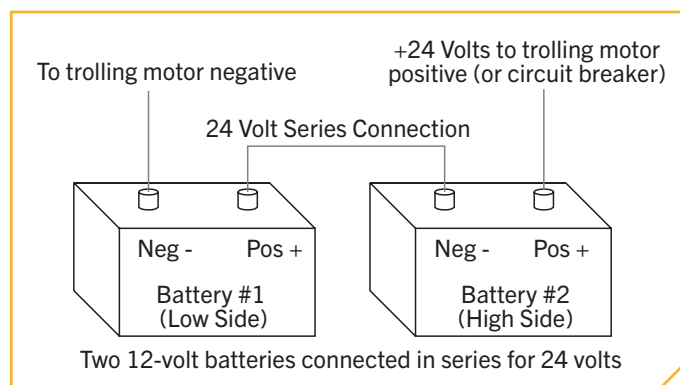 +24 Volts to trolling motor
positive (or circuit breaker)
To trolling motor negative
24 Volt Series Connection
Neg - Pos +
Battery #1
(Low Side)
Neg - Pos +
Battery #2
(High Side)
Two 12-volt batteries connected in series for 24 volts